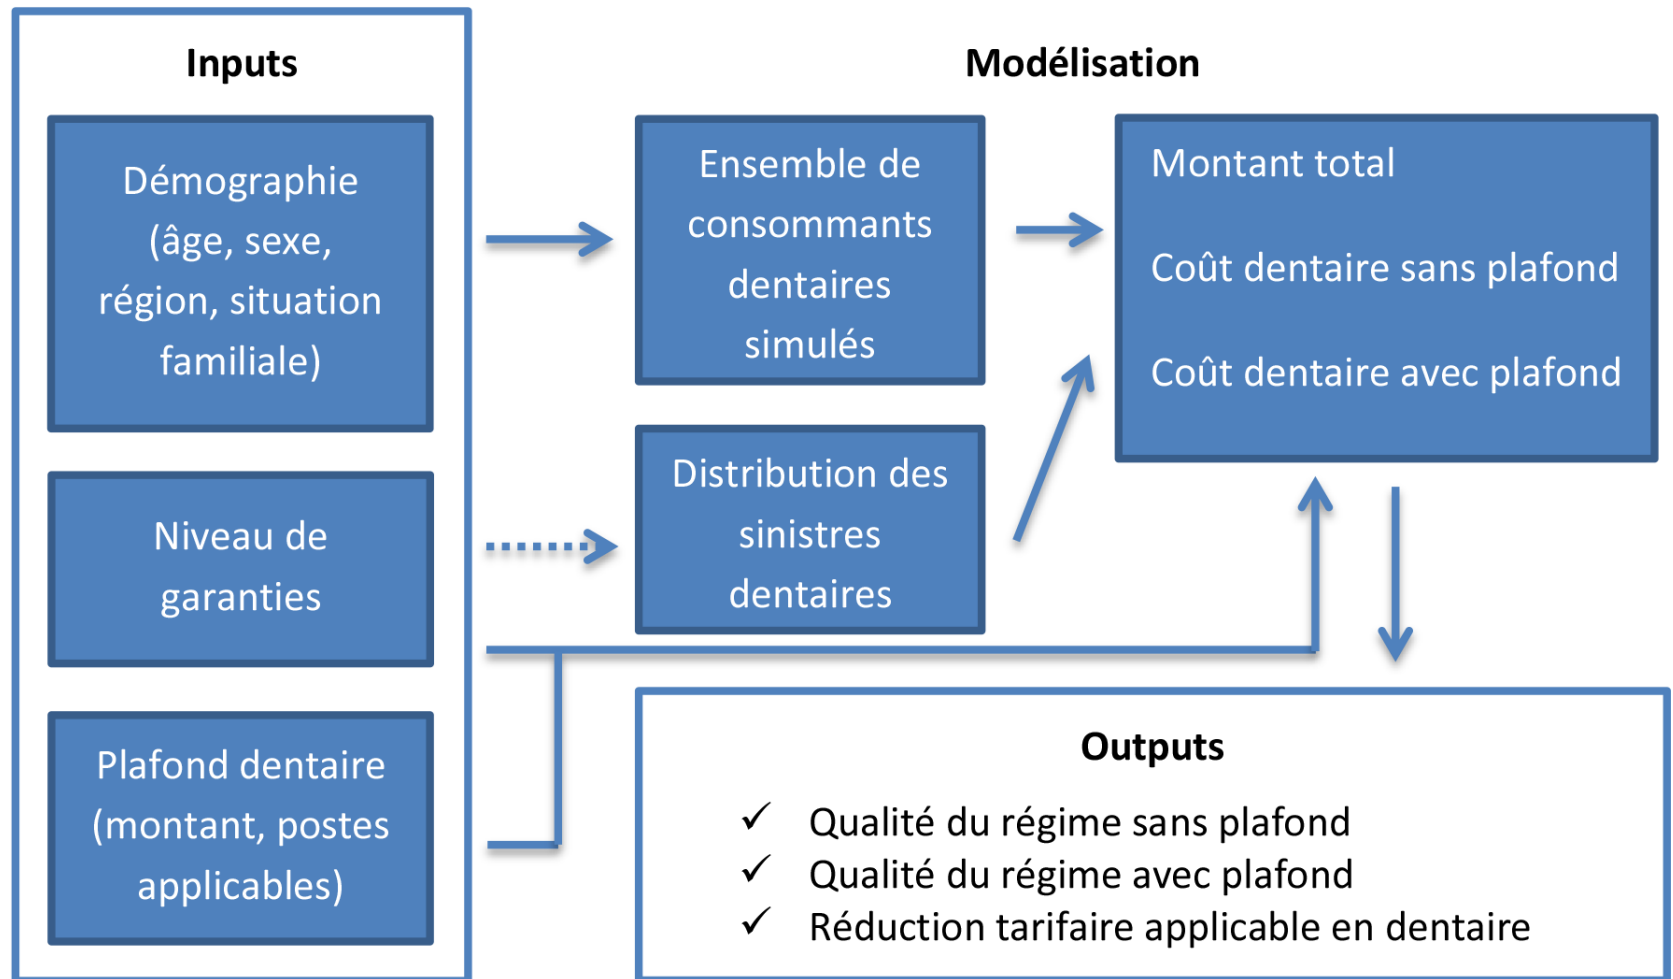 Inputs
Démographie
(âge, sexe,
région, situation
familiale)
Niveau de
garanties
Plafond dentaire
(montant, postes
applicables)
Modélisation
Ensemble de
consommants
dentaires
simulés
Distribution des
sinistres
dentaires
Montant total
Coût dentaire sans plafond
Coût dentaire avec plafond
Outputs
✓ Qualité du régime sans plafond
✓ Qualité du régime avec plafond
✓ Réduction tarifaire applicable en dentaire